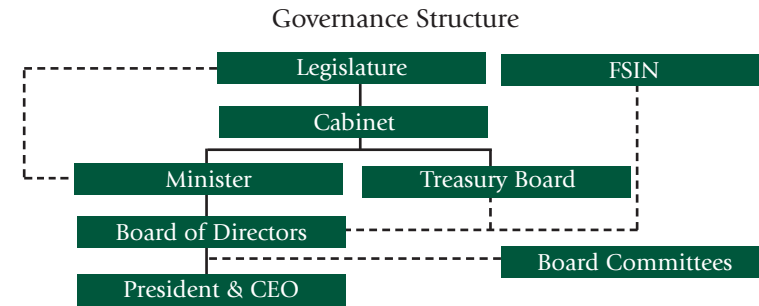 Governance Structure
Legislature
FSIN
Cabinet
Minister
Treasury Board
Board of Directors
Board Committees
President & CEO